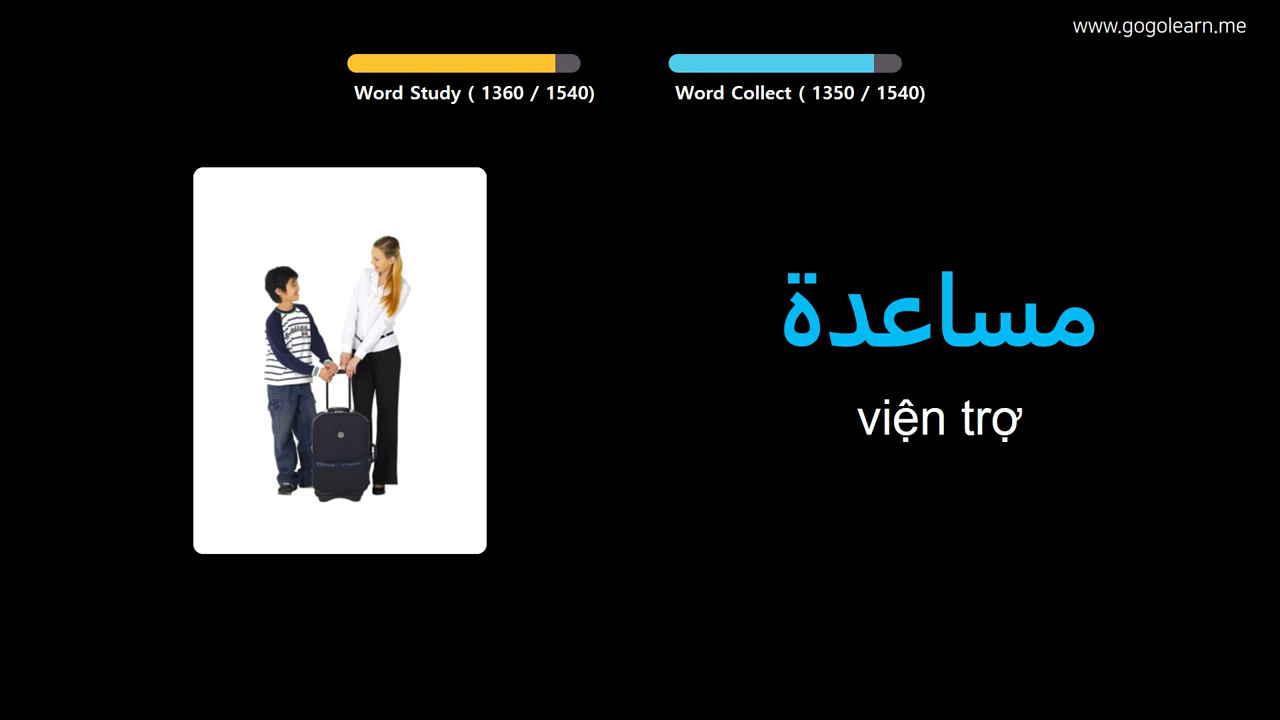 www.gogolearn.me
Word Study ( 1360 / 1540)
Word Collect ( 1350 / 1540)
مساعدة
viện trợ